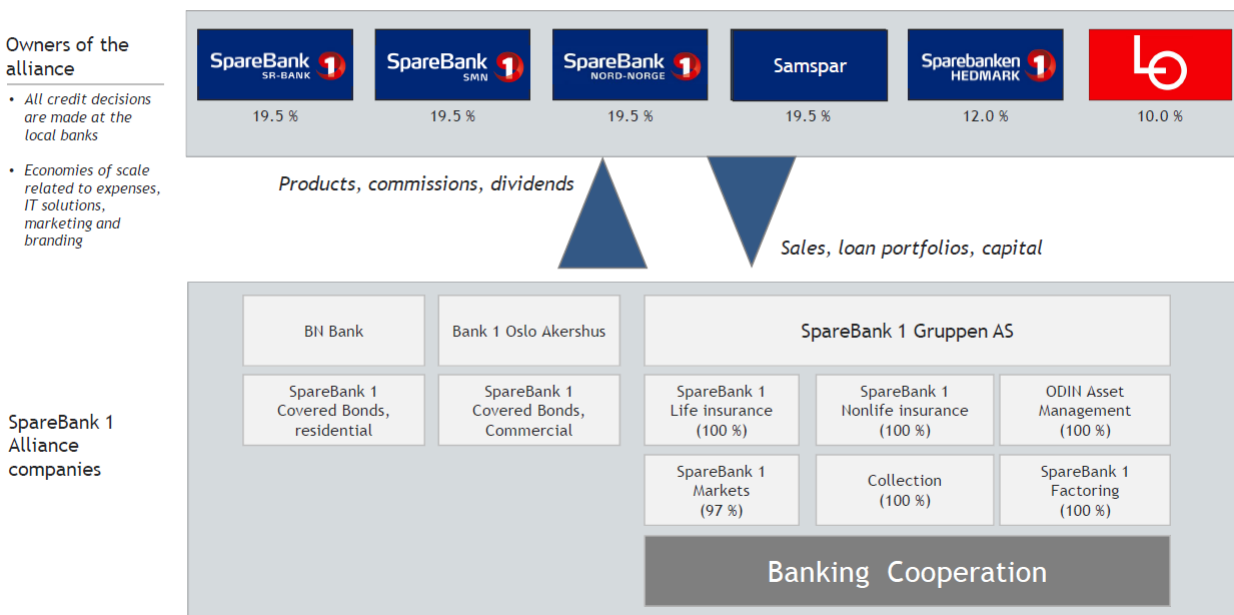 Owners of the
alliance
• All credit decisions
are made at the
local banks
• Economies of scale
related to expenses,
IT solutions,
marketing and
branding
SpareBank 1
SR-BANK
19.5 %
SpareBank 1
SMN
19.5 %
SpareBank 1
NORD-NORGE
19.5 %
Samspar
19.5 %
Sparebanken 1
HEDMARK
12.0 %
LO
10.0 %
Products, commissions, dividends
Sales, loan portfolios, capital
SpareBank 1
Alliance
companies
BN Bank
Bank 1 Oslo Akershus
SpareBank 1 Gruppen AS
SpareBank 1
Covered Bonds,
residential
SpareBank 1
Covered Bonds,
Commercial
SpareBank 1
Life insurance
(100 %)
SpareBank 1
Nonlife insurance
(100 %)
ODIN Asset
Management
(100 %)
SpareBank 1
Markets
(97 %)
Collection
(100 %)
SpareBank 1
Factoring
(100 %)
Banking Cooperation